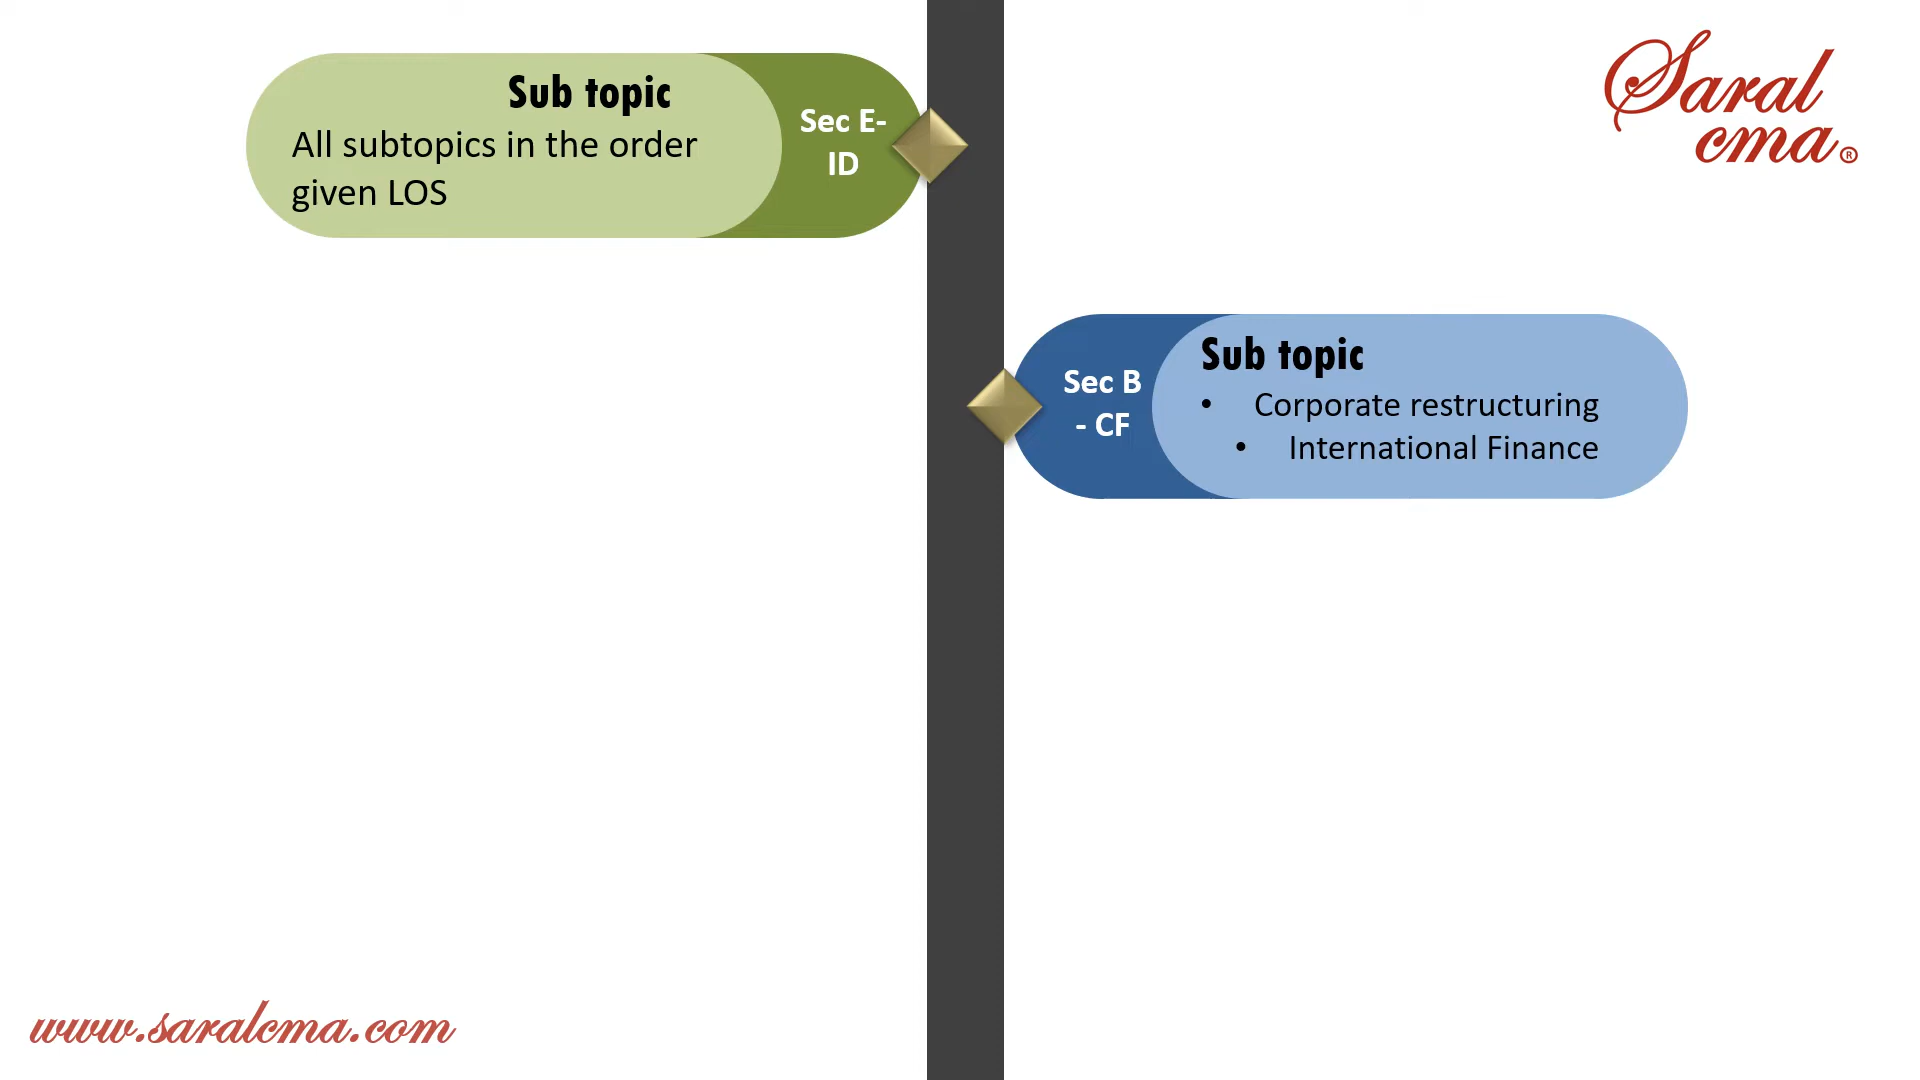 Sub topic
All subtopics in the order
given LOS
Sec E-
ID
Saral
cma®
Sec B
- CF
Sub topic
• Corporate restructuring
• International Finance
www.saralcma.com